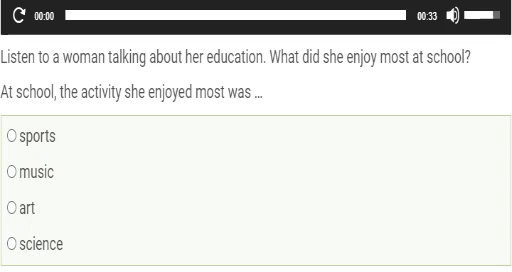 00:00 00:33
Listen to a woman talking about her education. What did she enjoy most at school?
At school, the activity she enjoyed most was ...
sports
music
art
science